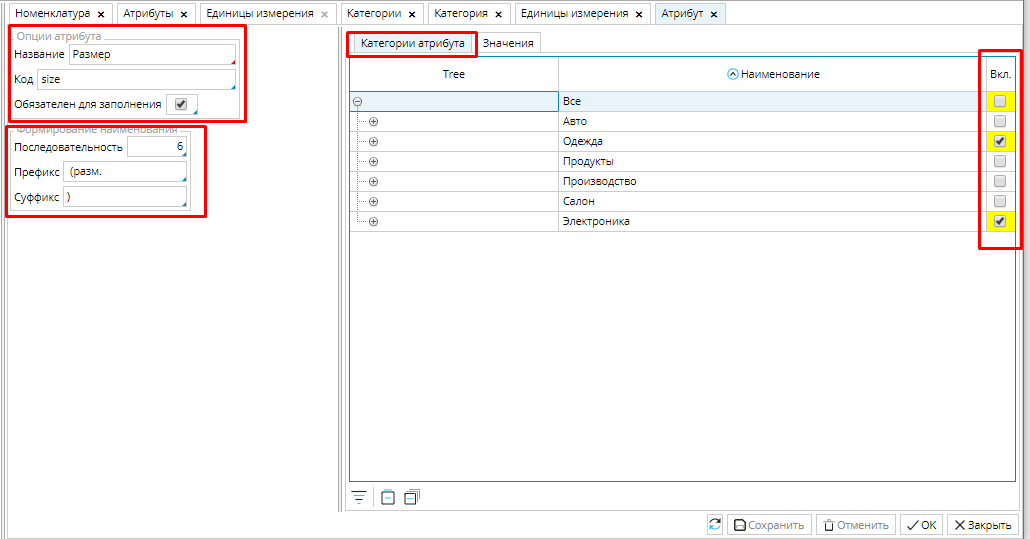 Номенклатура × Атрибуты × Единицы измерения × Категории × Категория × Единицы измерения × Атрибут ×
Опции атрибута
Название Размер
Код size
Обязателен для заполнения
Формирование наименования
Последовательность 6
Префикс (разм.
Суффикс )
Категории атрибута Значения
Tree Наименование Вкл.
Все
Авто
Одежда
Продукты
Производство
Салон
Электроника
Сохранить Отменить OK Закрыть